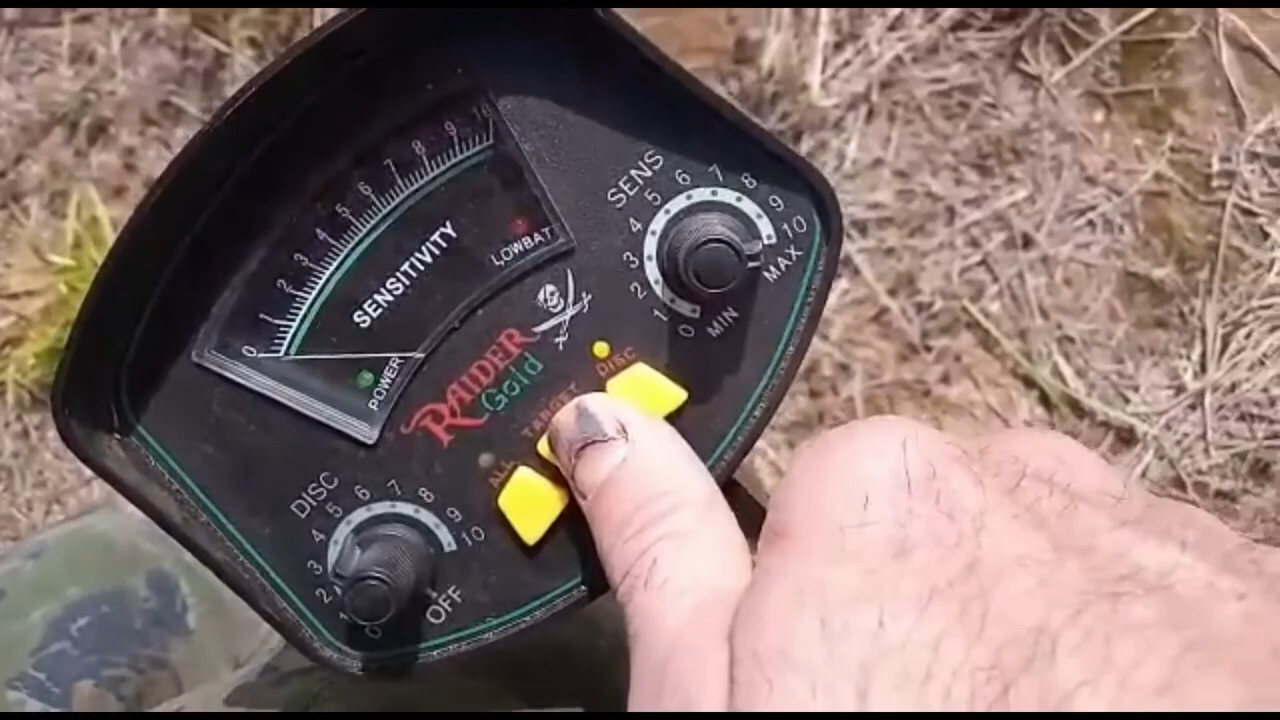 0 1 2 3 4 5 6 7 8 9 10
SENSITIVITY
LOWBAT
POWER
SENS
0 1 2 3 4 5 6 7 8 9 10
MIN
MAX
RAIDER
Gold
DISC
TARGET
ALL
DISC
0 1 2 3 4 5 6 7 8 9 10
OFF